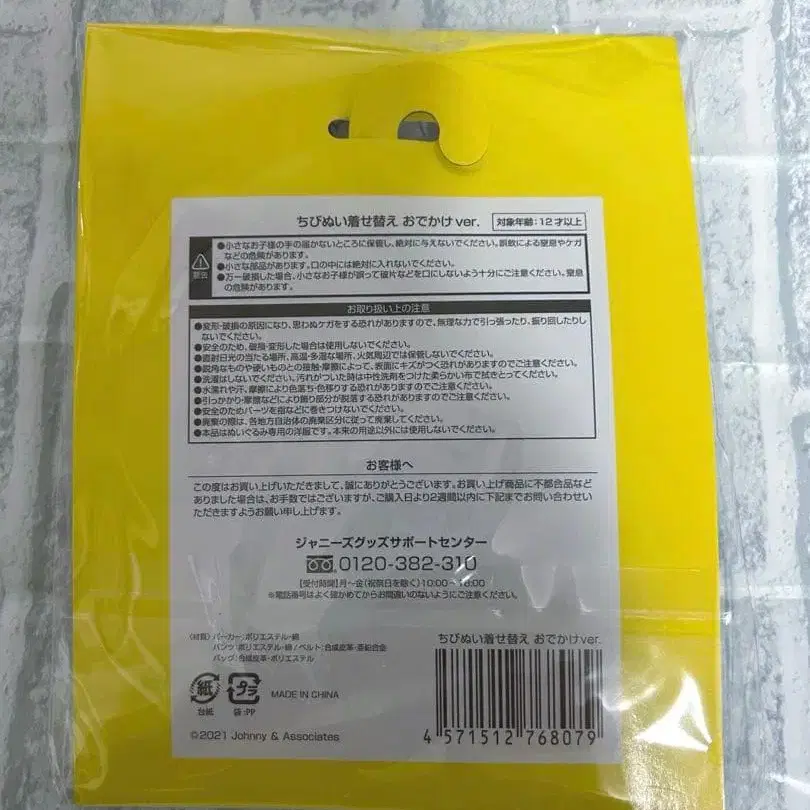 ちびぬい着せ替え おでかけver.
対象年齢:12才以上
警告
●小さなお子様の手の届かないところに保管し、絶対に与えないでください。誤飲による窒息やケガ
などの危険があります。
●小さな部品があります。口の中には絶対に入れないでください。
●万一破損した場合、小さなお子様が誤って破片などを口にしないよう十分にご注意ください。窒息
の危険があります。
お取り扱い上の注意
●変形・破損の原因になり、思わぬケガをする恐れがありますので、無理な力で引っ張ったり、振り回したりし
ないでください。
●安全のため、破損・変形した場合は使用しないでください。
●直射日光の当たる場所、高温・多湿な場所、火気周辺では保管しないでください。
●鋭角なものや硬いものとの接触・摩擦によって、表面にキズがつく恐れがありますのでご注意ください。
●洗濯はしないでください。汚れがついた時は中性洗剤をつけた柔らかい布で拭きとってください。
●水濡れや汗、摩擦により色落ち・色移りする恐れがありますのでご注意ください。
●引っかかり・摩擦などにより飾り部分が脱落する恐れがありますのでご注意ください。
●安全のためパーツを指などに巻きつけないでください。
●廃棄の際は、各地方自治体の廃棄区分に従って廃棄してください。
●本品はぬいぐるみ専用の洋服です。本来の用途以外には使用しないでください。
お客様へ
この度はお買い上げいただきまして、誠にありがとうございます。お買い上げ商品に不都合品など
ありました場合は、お手数ではございますが、ご購入日より2週間以内に下記までお問い合わせい
ただきますようお願い申し上げます。
ジャニーズグッズサポートセンター
0120-382-310
【受付時間】月～金(祝祭日を除く)10:00～18:00
※電話番号はよく確かめてからお間違いのないようにご注意ください。
〈材質〉パーカー:ポリエステル・綿
パンツ:ポリエステル・綿/ベルト:合成皮革・亜鉛合金
バッグ:合成皮革・ポリエステル
ちびぬい着せ替え おでかけver.
紙
プラ
MADE IN CHINA
台紙
袋:PP
©2021 Johnny & Associates
4 571512 768079